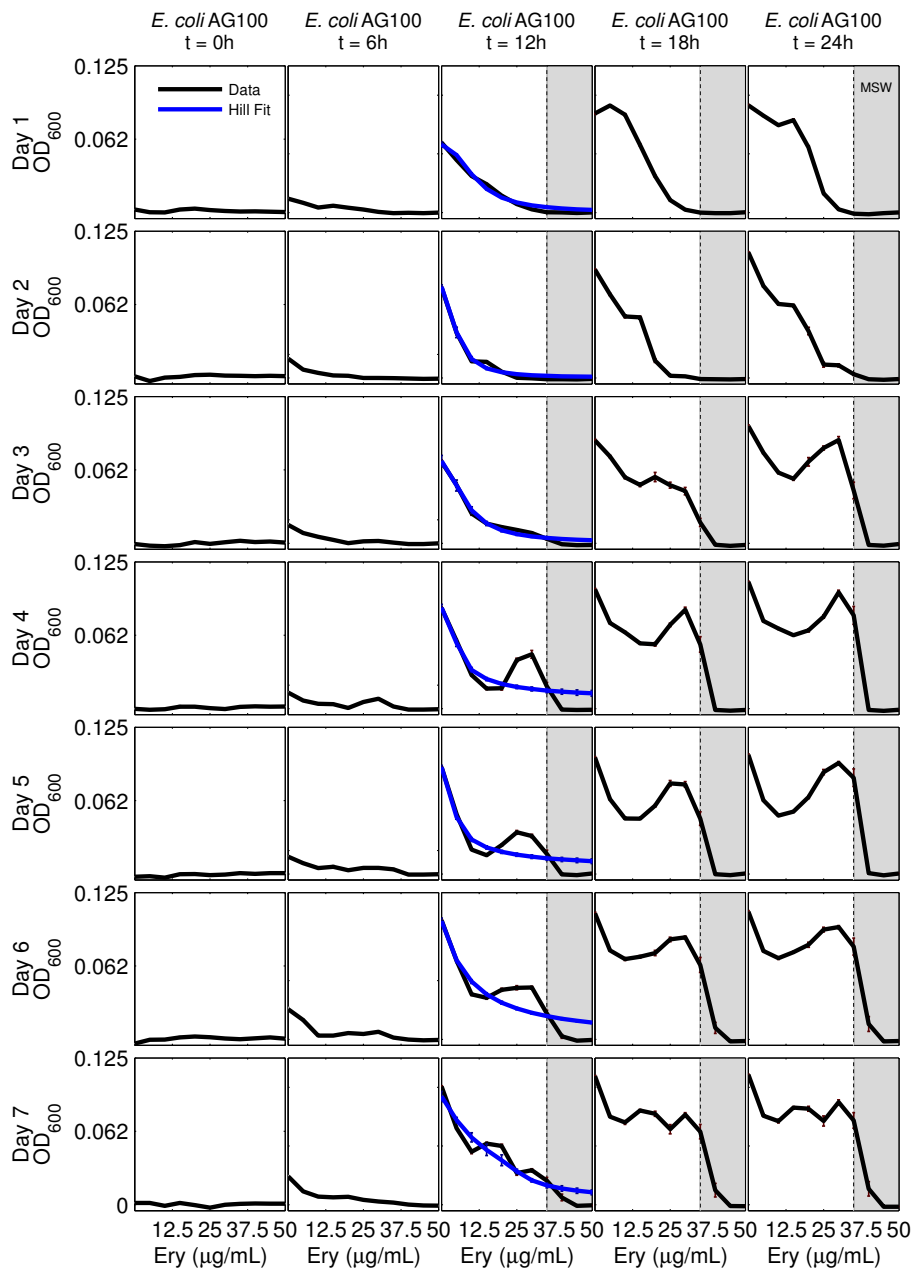 E. coli AG100 E. coli AG100 E. coli AG100 E. coli AG100 E. coli AG100
t = 0h t = 6h t = 12h t = 18h t = 24h
0.125
Data
Hill Fit
MSW
0.062
Day 1
OD600
0.125
0.062
Day 2
OD600
0.125
0.062
Day 3
OD600
0.125
0.062
Day 4
OD600
0.125
0.062
Day 5
OD600
0.125
0.062
Day 6
OD600
0.125
0.062
Day 7
OD600
0
12.5 25 37.5 50 12.5 25 37.5 50 12.5 25 37.5 50 12.5 25 37.5 50 12.5 25 37.5 50
Ery (μg/mL) Ery (μg/mL) Ery (μg/mL) Ery (μg/mL) Ery (μg/mL)